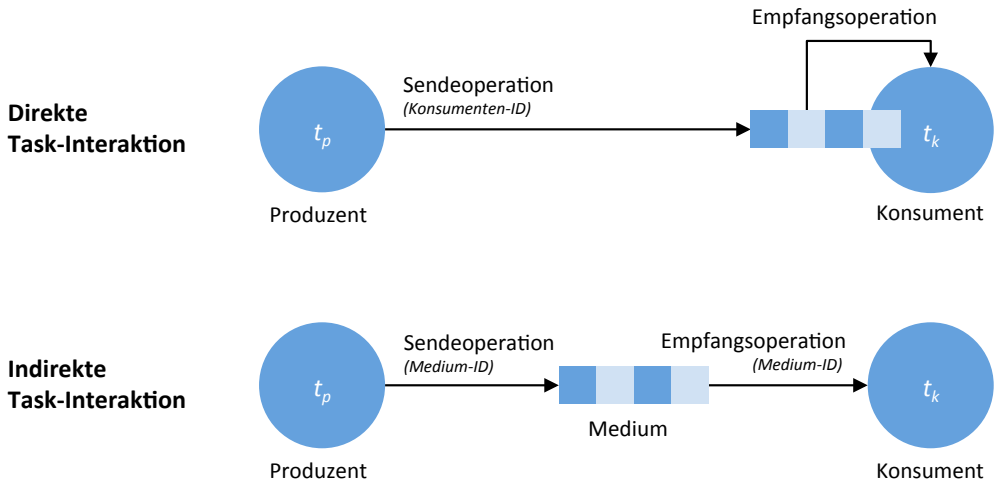 Empfangsoperation
Direkte
Task-Interaktion
Sendeoperation
(Konsumenten-ID)
t_p
t_k
Produzent
Konsument
Indirekte
Task-Interaktion
Sendeoperation
(Medium-ID)
Empfangsoperation
(Medium-ID)
t_p
t_k
Medium
Produzent
Konsument